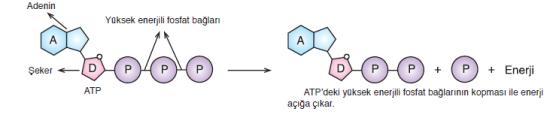 Adenin
Yüksek enerjili fosfat bağları
A
A
Şeker
D
P
P
P
D
P
P
+
P
+
Enerji
ATP
ATP'deki yüksek enerjili fosfat bağlarının kopması ile enerji
açığa çıkar.